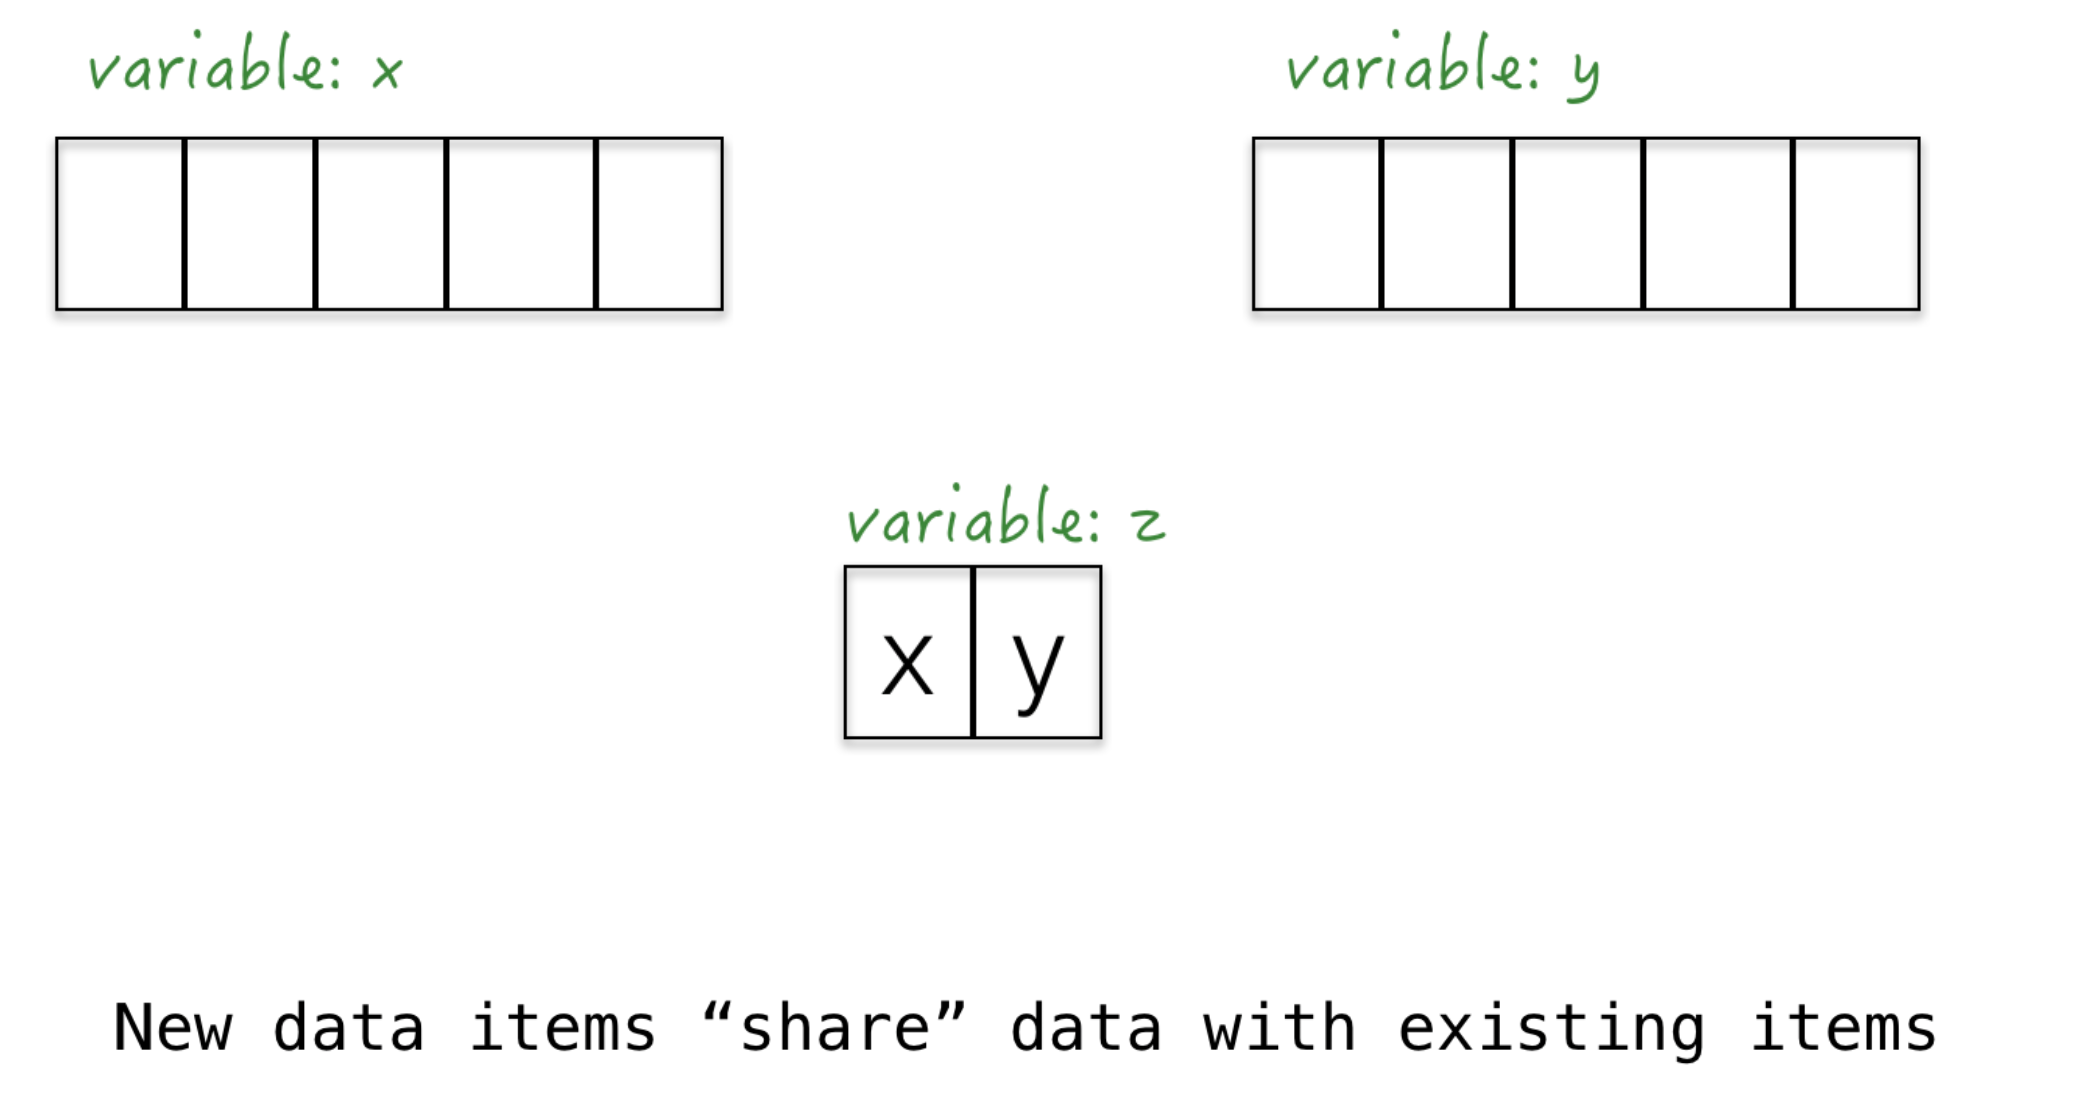 variable: x
variable: y
variable: z
x y
New data items “share” data with existing items